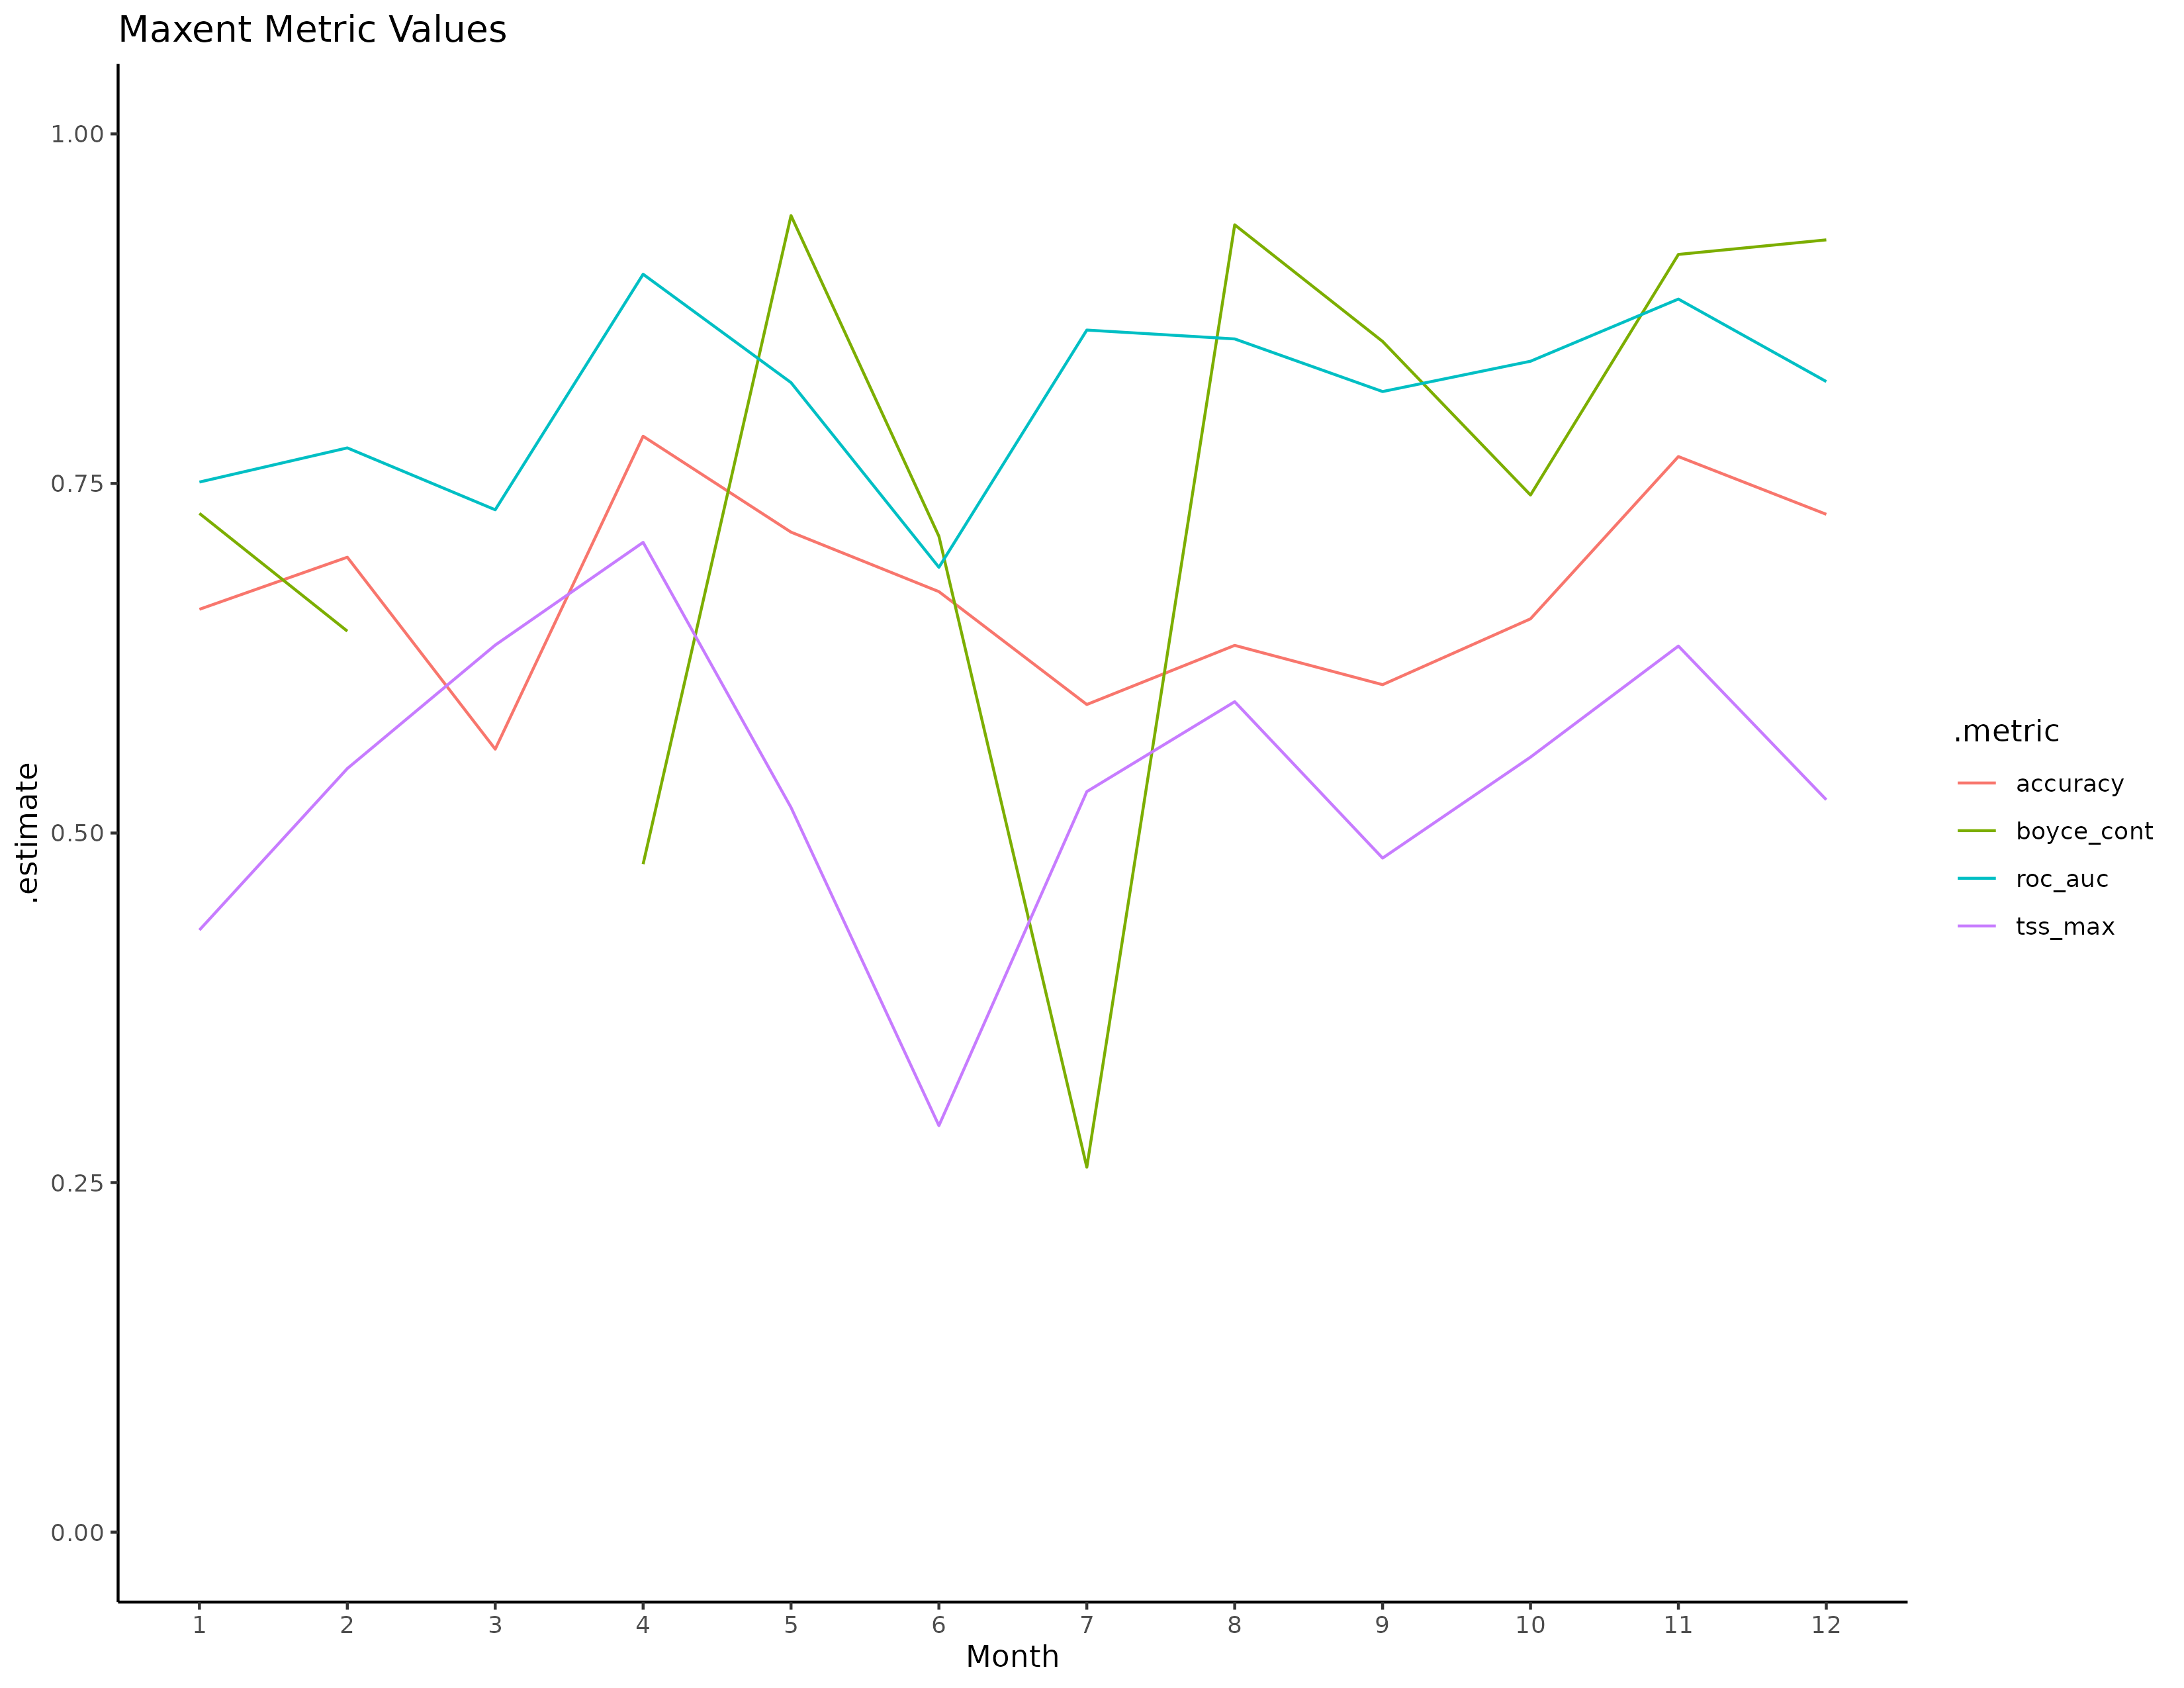 Maxent Metric Values
1.00
0.75
0.50
0.25
0.00
.estimate
1 2 3 4 5 6 7 8 9 10 11 12
Month
.metric
accuracy
boyce_cont
roc_auc
tss_max